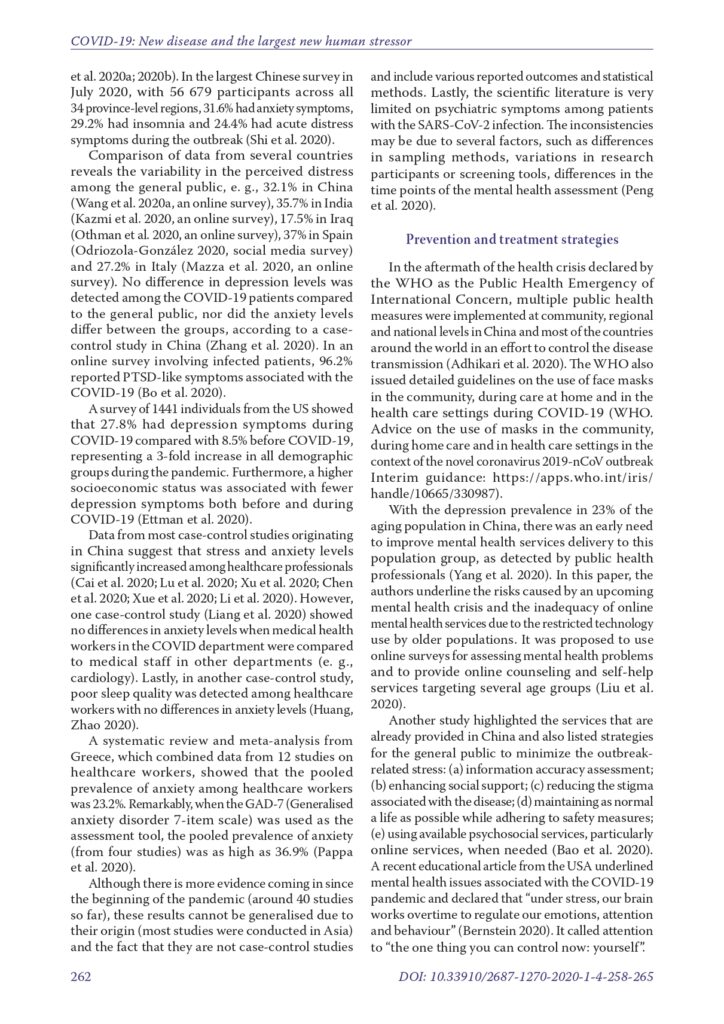 COVID-19: New disease and the largest new human stressor
et al. 2020a; 2020b). In the largest Chinese survey in
July 2020, with 56 679 participants across all
34 province-level regions, 31.6% had anxiety symptoms,
29.2% had insomnia and 24.4% had acute distress
symptoms during the outbreak (Shi et al. 2020).
Comparison of data from several countries
reveals the variability in the perceived distress
among the general public, e. g., 32.1% in China
(Wang et al. 2020a, an online survey), 35.7% in India
(Kazmi et al. 2020, an online survey), 17.5% in Iraq
(Othman et al. 2020, an online survey), 37% in Spain
(Odriozola-González 2020, social media survey)
and 27.2% in Italy (Mazza et al. 2020, an online
survey). No difference in depression levels was
detected among the COVID-19 patients compared
to the general public, nor did the anxiety levels
differ between the groups, according to a case-
control study in China (Zhang et al. 2020). In an
online survey involving infected patients, 96.2%
reported PTSD-like symptoms associated with the
COVID-19 (Bo et al. 2020).
A survey of 1441 individuals from the US showed
that 27.8% had depression symptoms during
COVID-19 compared with 8.5% before COVID-19,
representing a 3-fold increase in all demographic
groups during the pandemic. Furthermore, a higher
socioeconomic status was associated with fewer
depression symptoms both before and during
COVID-19 (Ettman et al. 2020).
Data from most case-control studies originating
in China suggest that stress and anxiety levels
significantly increased among healthcare professionals
(Cai et al. 2020; Lu et al. 2020; Xu et al. 2020; Chen
et al. 2020; Xue et al. 2020; Li et al. 2020). However,
one case-control study (Liang et al. 2020) showed
no differences in anxiety levels when medical health
workers in the COVID department were compared
to medical staff in other departments (e. g.,
cardiology). Lastly, in another case-control study,
poor sleep quality was detected among healthcare
workers with no differences in anxiety levels (Huang,
Zhao 2020).
A systematic review and meta-analysis from
Greece, which combined data from 12 studies on
healthcare workers, showed that the pooled
prevalence of anxiety among healthcare workers
was 23.2%. Remarkably, when the GAD-7 (Generalised
anxiety disorder 7-item scale) was used as the
assessment tool, the pooled prevalence of anxiety
(from four studies) was as high as 36.9% (Pappa
et al. 2020).
Although there is more evidence coming in since
the beginning of the pandemic (around 40 studies
so far), these results cannot be generalised due to
their origin (most studies were conducted in Asia)
and the fact that they are not case-control studies
and include various reported outcomes and statistical
methods. Lastly, the scientific literature is very
limited on psychiatric symptoms among patients
with the SARS-CoV-2 infection. The inconsistencies
may be due to several factors, such as differences
in sampling methods, variations in research
participants or screening tools, differences in the
time points of the mental health assessment (Peng
et al. 2020).
Prevention and treatment strategies
In the aftermath of the health crisis declared by
the WHO as the Public Health Emergency of
International Concern, multiple public health
measures were implemented at community, regional
and national levels in China and most of the countries
around the world in an effort to control the disease
transmission (Adhikari et al. 2020). The WHO also
issued detailed guidelines on the use of face masks
in the community, during care at home and in the
health care settings during COVID-19 (WHO.
Advice on the use of masks in the community,
during home care and in health care settings in the
context of the novel coronavirus 2019-nCoV outbreak
Interim guidance: https://apps.who.int/iris/
handle/10665/330987).
With the depression prevalence in 23% of the
aging population in China, there was an early need
to improve mental health services delivery to this
population group, as detected by public health
professionals (Yang et al. 2020). In this paper, the
authors underline the risks caused by an upcoming
mental health crisis and the inadequacy of online
mental health services due to the restricted technology
use by older populations. It was proposed to use
online surveys for assessing mental health problems
and to provide online counseling and self-help
services targeting several age groups (Liu et al.
2020).
Another study highlighted the services that are
already provided in China and also listed strategies
for the general public to minimize the outbreak-
related stress: (a) information accuracy assessment;
(b) enhancing social support; (c) reducing the stigma
associated with the disease; (d) maintaining as normal
a life as possible while adhering to safety measures;
(e) using available psychosocial services, particularly
online services, when needed (Bao et al. 2020).
A recent educational article from the USA underlined
mental health issues associated with the COVID-19
pandemic and declared that “under stress, our brain
works overtime to regulate our emotions, attention
and behaviour” (Bernstein 2020). It called attention
to “the one thing you can control now: yourself”.
262
DOI: 10.33910/2687-1270-2020-1-4-258-265